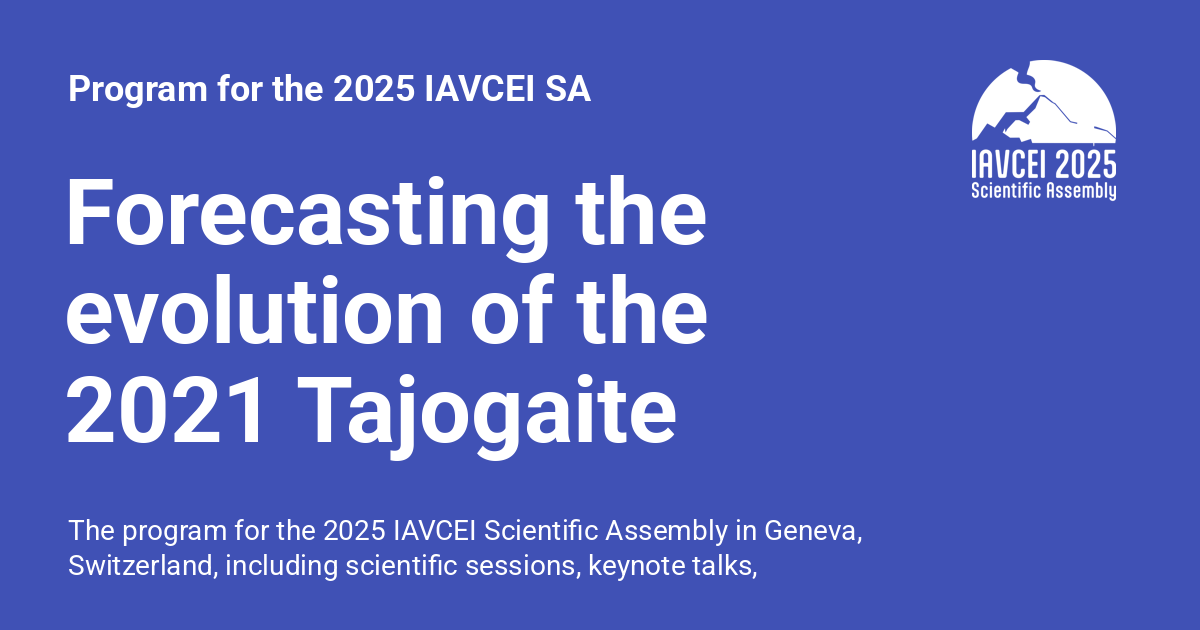 Program for the 2025 IAVCEI SA
IAVCEI 2025
Scientific Assembly
Forecasting the
evolution of the
2021 Tajogaite
The program for the 2025 IAVCEI Scientific Assembly in Geneva,
Switzerland, including scientific sessions, keynote talks,